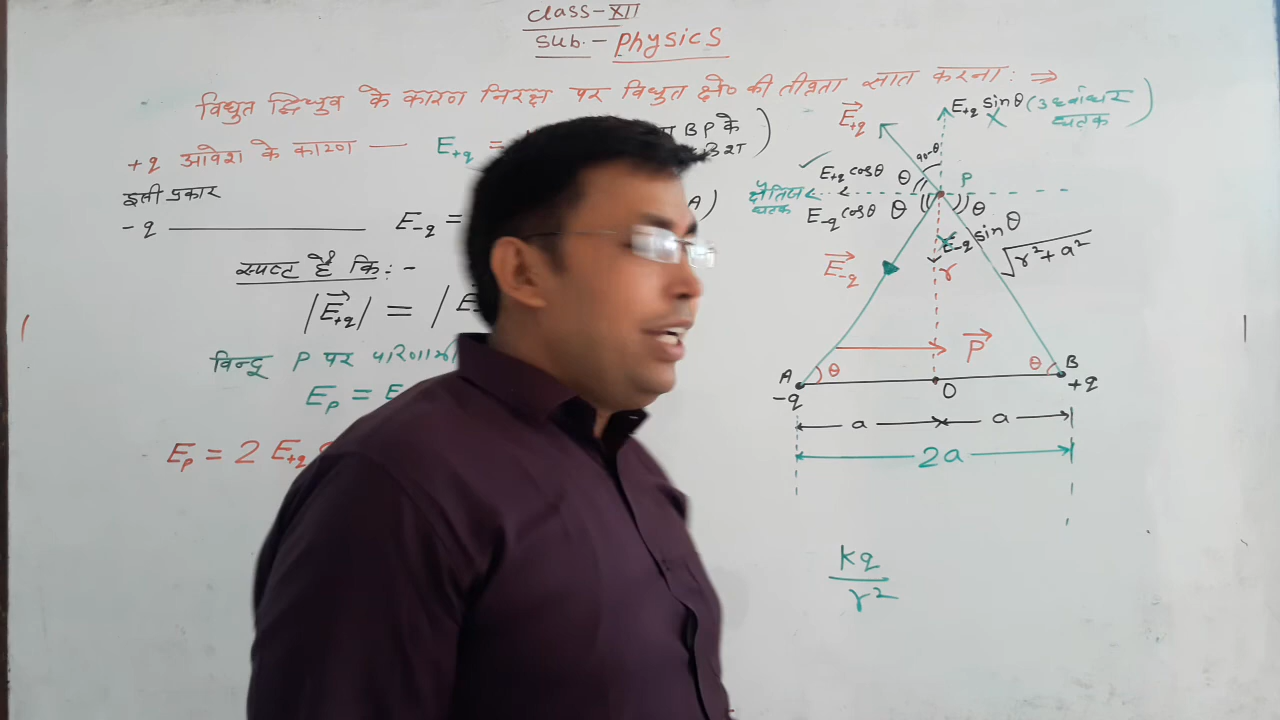 Class-XII
Sub.- Physics
विधुत द्विध्रुव के कारण निरक्ष पर विधुत क्षे० की तीव्रता ज्ञात करना: ⇒
+q आवेश के कारण — E+q =
BP के
इसी प्रकार
-q ——— E-q =
A)
स्पष्ट है कि:-
|E⃗+q| = |E
विन्दू P पर परिणामी
Ep = E
Ep = 2 E+q
E⃗+q
E+q sinθ (उर्ध्वाधर
घटक)
90-θ
E+q cosθ θ P
क्षैतिज
घटक
E-q cosθ θ θ
E-q sinθ
E⃗-q
r
√r²+a²
P⃗
A θ θ B
-q O +q
a a
2a
Kq
r²